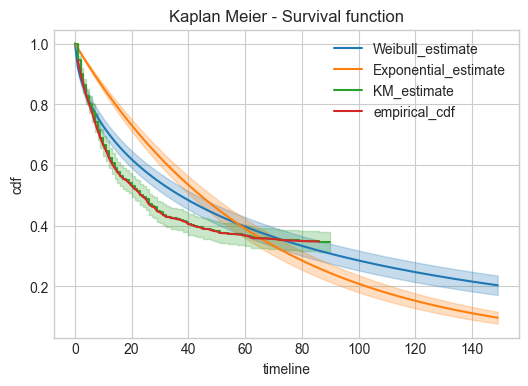 Kaplan Meier - Survival function
Weibull_estimate
Exponential_estimate
KM_estimate
empirical_cdf
cdf
1.0
0.8
0.6
0.4
0.2
0 20 40 60 80 100 120 140
timeline